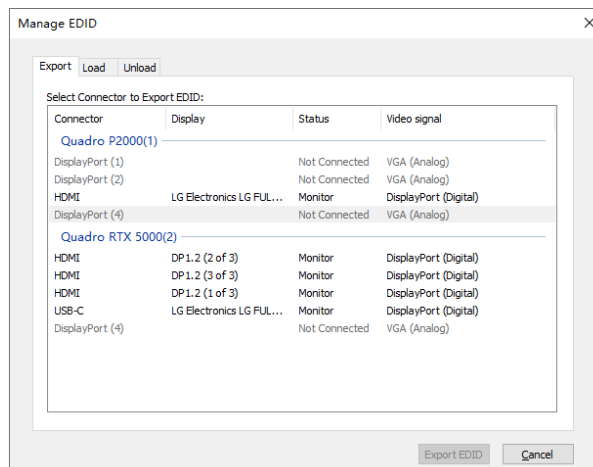 Manage EDID
Export Load Unload
Select Connector to Export EDID:
Connector Display Status Video signal
Quadro P2000(1)
DisplayPort (1) Not Connected VGA (Analog)
DisplayPort (2) Not Connected VGA (Analog)
HDMI LG Electronics LG FUL... Monitor DisplayPort (Digital)
DisplayPort (4) Not Connected VGA (Analog)
Quadro RTX 5000(2)
HDMI DP1.2 (2 of 3) Monitor DisplayPort (Digital)
HDMI DP1.2 (3 of 3) Monitor DisplayPort (Digital)
HDMI DP1.2 (1 of 3) Monitor DisplayPort (Digital)
USB-C LG Electronics LG FUL... Monitor DisplayPort (Digital)
DisplayPort (4) Not Connected VGA (Analog)
Export EDID Cancel